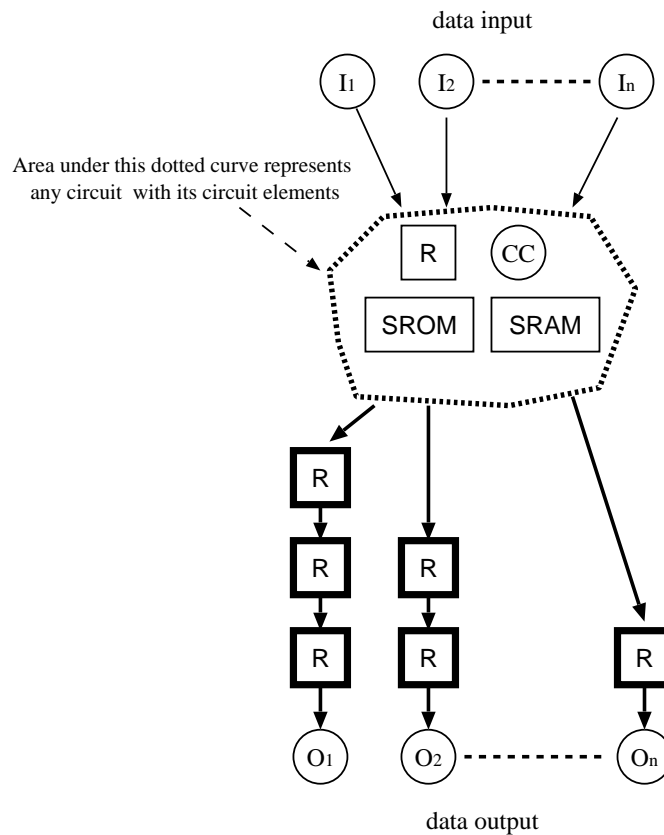 data input
I1 I2 In
Area under this dotted curve represents
any circuit with its circuit elements
R CC
SROM SRAM
R
R R
R R R
O1 O2 On
data output